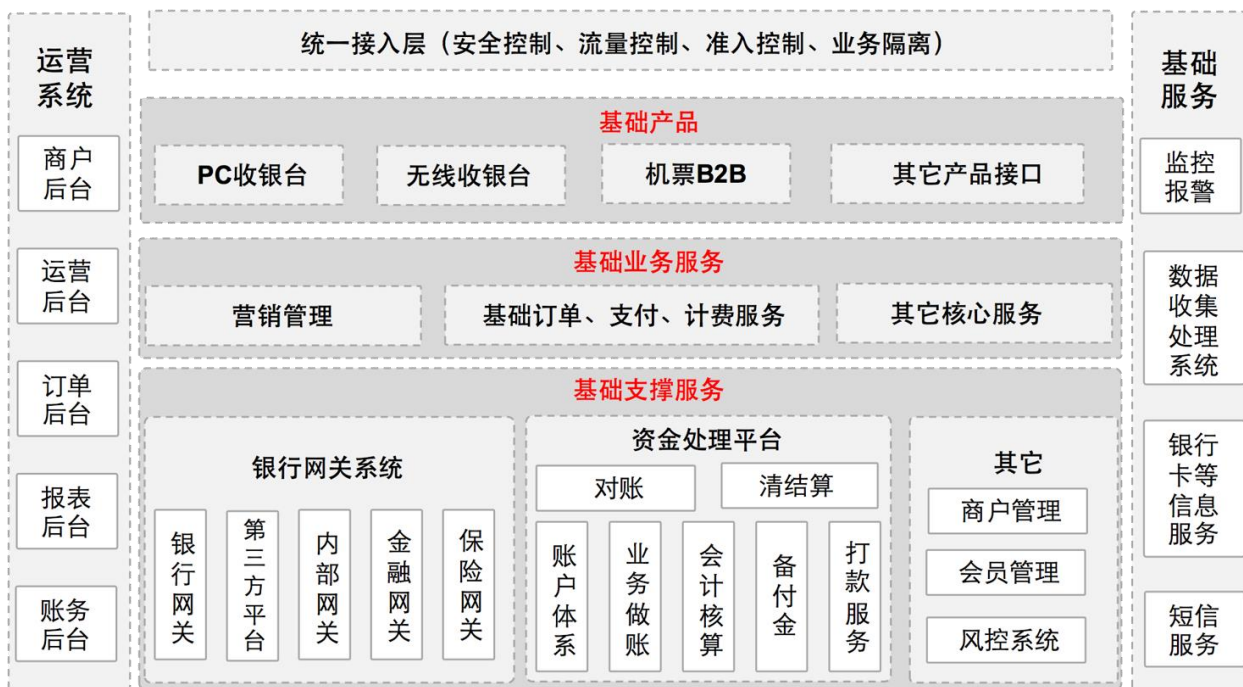 运营
系统
商户
后台
运营
后台
订单
后台
报表
后台
账务
后台
统一接入层（安全控制、流量控制、准入控制、业务隔离）
基础产品
PC收银台
无线收银台
机票B2B
其它产品接口
基础业务服务
营销管理
基础订单、支付、计费服务
其它核心服务
基础支撑服务
银行网关系统
银行网关
第三方平台
内部网关
金融网关
保险网关
资金处理平台
对账
清结算
账户体系
业务做账
会计核算
备付金
打款服务
其它
商户管理
会员管理
风控系统
基础
服务
监控
报警
数据
收集
处理
系统
银行
卡等
信息
服务
短信
服务